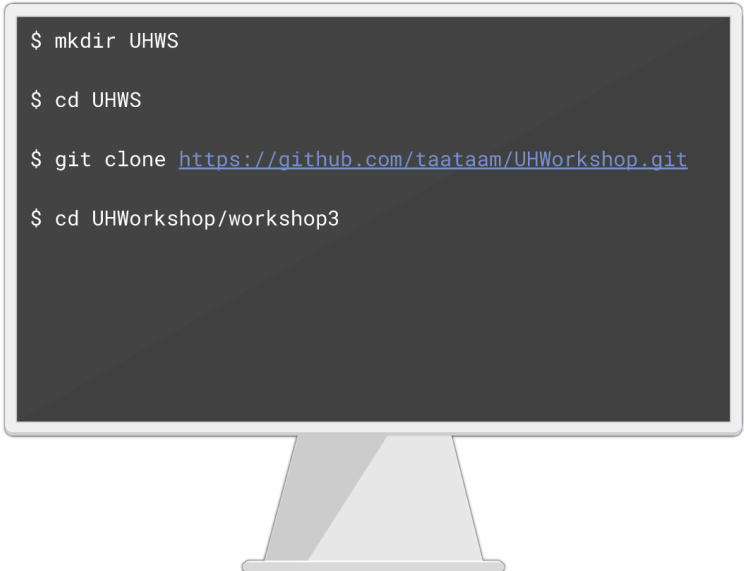 $ mkdir UHWS
$ cd UHWS
$ git clone https://github.com/taataam/UHWorkshop.git
$ cd UHWorkshop/workshop3